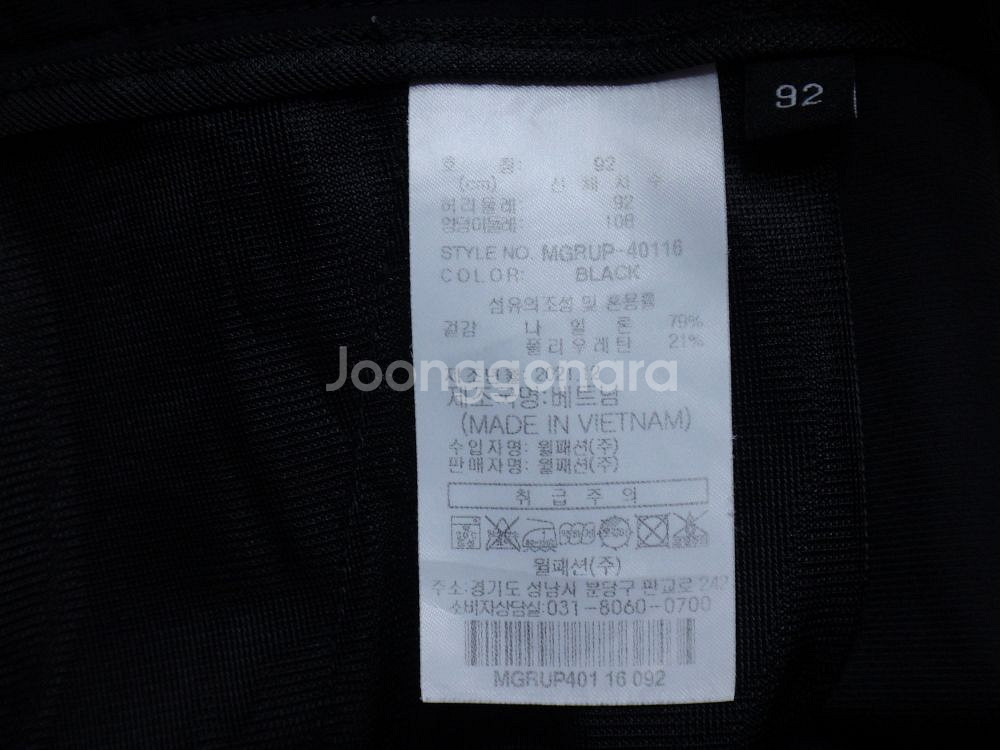 92
호 칭: 92
(cm) 신 체 치 수
허리둘레: 92
엉덩이둘레: 108
STYLE NO. MGRUP-40116
COLOR: BLACK
섬유의조성 및 혼용률
겉감 나 일 론 79%
폴리우레탄 21%
Joonggonara
제조국명:베트남
(MADE IN VIETNAM)
수입자명: 월패션(주)
판매자명: 월패션(주)
취급주의
월패션(주)
주소:경기도 성남시 분당구 판교로 242
소비자상담실:031-8060-0700
MGRUP401 16 092